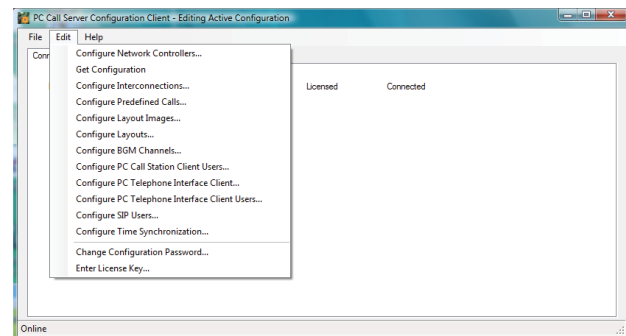 PC Call Server Configuration Client - Editing Active Configuration
File Edit Help
Configure Network Controllers...
Get Configuration
Configure Interconnections...
Licensed Connected
Configure Predefined Calls...
Configure Layout Images...
Configure Layouts...
Configure BGM Channels...
Configure PC Call Station Client Users...
Configure PC Telephone Interface Client...
Configure PC Telephone Interface Client Users...
Configure SIP Users...
Configure Time Synchronization...
Change Configuration Password...
Enter License Key...
Online